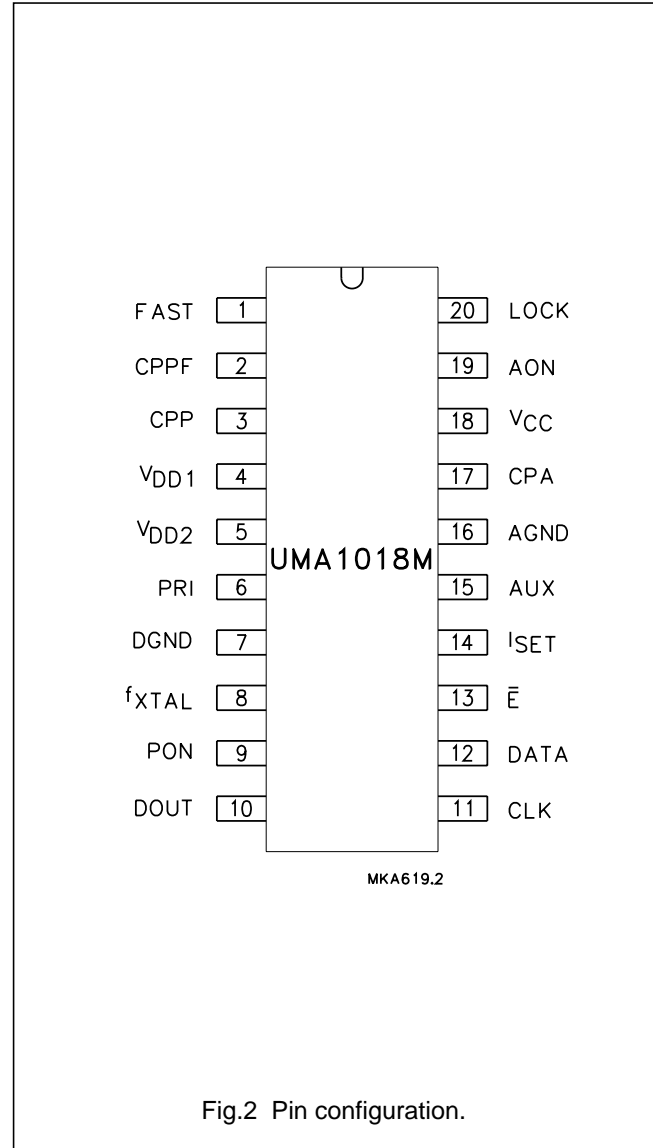 FAST 1 20 LOCK
CPPF 2 19 AON
CPP 3 18 VCC
VDD1 4 17 CPA
VDD2 5 16 AGND
UMA1018M
PRI 6 15 AUX
DGND 7 14 ISET
fXTAL 8 13 E̅
PON 9 12 DATA
DOUT 10 11 CLK
MKA619.2
Fig.2 Pin configuration.